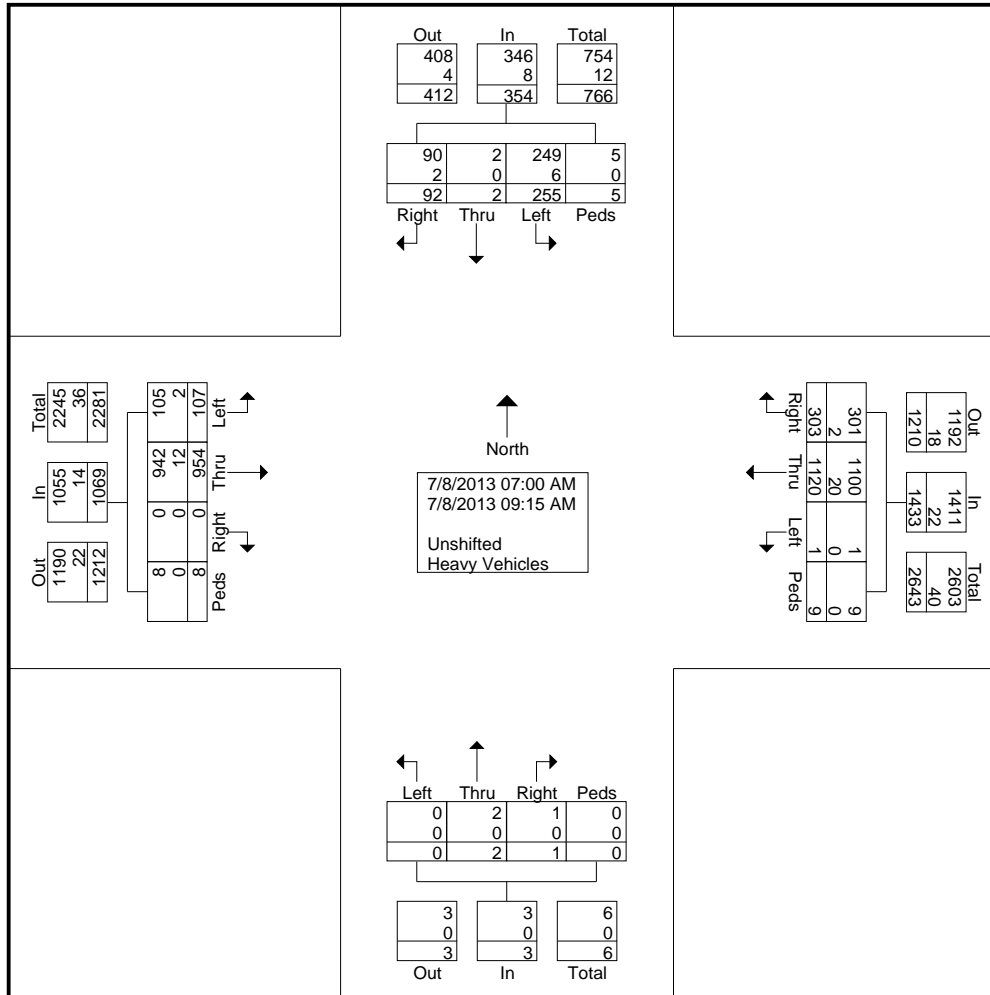 Out In Total
408 346 754
4 8 12
412 354 766
90 2 249 5
2 0 6 0
92 2 255 5
Right Thru Left Peds
Total
2245
36
2281
In
1055
14
1069
Out
1190
22
1212
105 2 107 Left
942 12 954 Thru
0 0 0 Right
8 0 8 Peds
North
7/8/2013 07:00 AM
7/8/2013 09:15 AM
Unshifted
Heavy Vehicles
Right 303 2 301
Thru 1120 20 1100
Left 1 0 1
Peds 9 0 9
Out
1192
18
1210
In
1411
22
1433
Total
2603
40
2643
Left Thru Right Peds
0 2 1 0
0 0 0 0
0 2 1 0
3 3 6
0 0 0
3 3 6
Out In Total